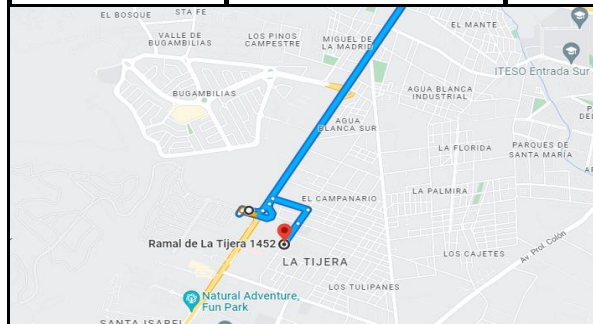 STA FE
EL BOSQUE
EL MANTE
VALLE DE
BUGAMBILIAS
LOS PINOS
CAMPESTRE
MIGUEL DE
LA MADRID
ITESO Entrada Sur
BUGAMBILIAS
AGUA BLANCA
INDUSTRIAL
AGUA
BLANCA SUR
LA FLORIDA
PARQUES DE
SANTA MARÍA
LA PALMIRA
EL CAMPANARIO
Ramal de La Tijera 1452
LA TIJERA
LOS CAJETES
Av. Prol. Colón
LOS TULIPANES
Natural Adventure,
Fun Park
SANTA ISABEL